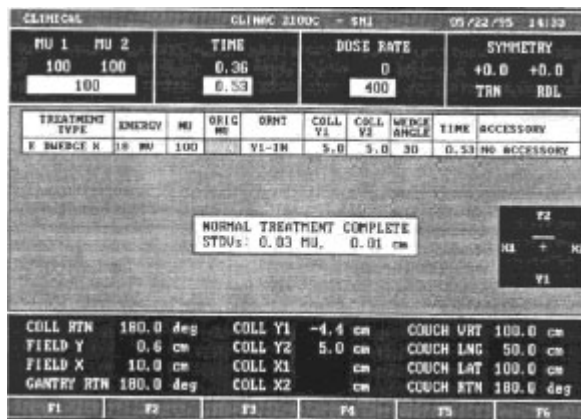 CLINICAL CLINAC 2100C - SN1 05/22/95 14:33
MU 1 MU 2 TIME DOSE RATE SYMMETRY
100 100 0.36 0 +0.0 +0.0
100 0.53 400 TRN RDL
TREATMENT TYPE ENERGY MU ORIG MU ORNT COLL Y1 COLL Y2 WEDGE ANGLE TIME ACCESSORY
18 MV 100 Y1-IN 5.0 5.0 30 0.53 NO ACCESSORY
NORMAL TREATMENT COMPLETE
STDVs: 0.03 MU, 0.01 cm
Y2
X1 +
Y1
COLL RTN 180.0 deg COLL Y1 -4.4 cm COUCH VRT 100.0 cm
FIELD Y 0.6 cm COLL Y2 5.0 cm COUCH LNG 50.0 cm
FIELD X 10.0 cm COLL X1 cm COUCH LAT 100.0 cm
GANTRY RTN 180.0 deg COLL X2 cm COUCH RTN 180.0 deg
F1 F2 F3 F4 F5 F6